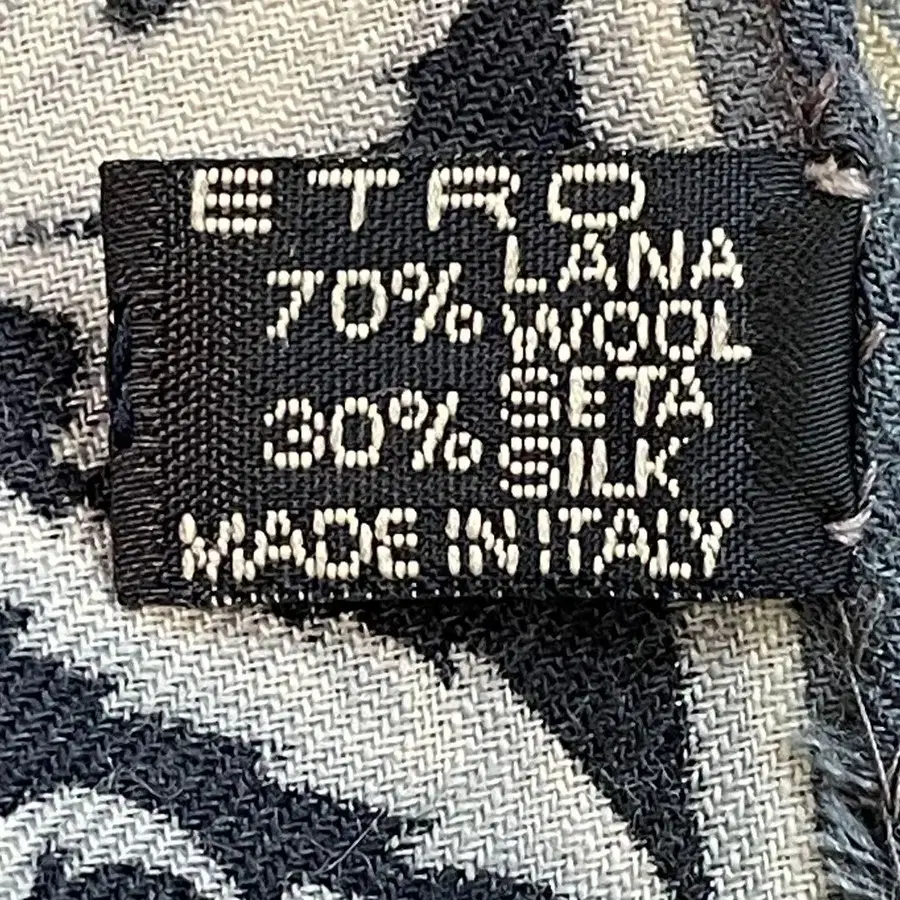 ETRO
70% LANA
WOOL
30% SETA
SILK
MADE IN ITALY